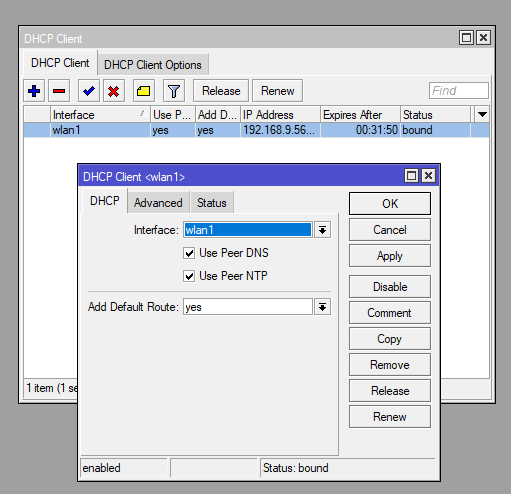 DHCP Client
DHCP Client DHCP Client Options
Release Renew Find
Interface / Use P... Add D... IP Address Expires After Status
wlan1 yes yes 192.168.9.56... 00:31:50 bound
DHCP Client <wlan1>
DHCP Advanced Status
Interface: wlan1
Use Peer DNS
Use Peer NTP
Add Default Route: yes
OK
Cancel
Apply
Disable
Comment
Copy
Remove
Release
Renew
enabled Status: bound
1 item (1 se